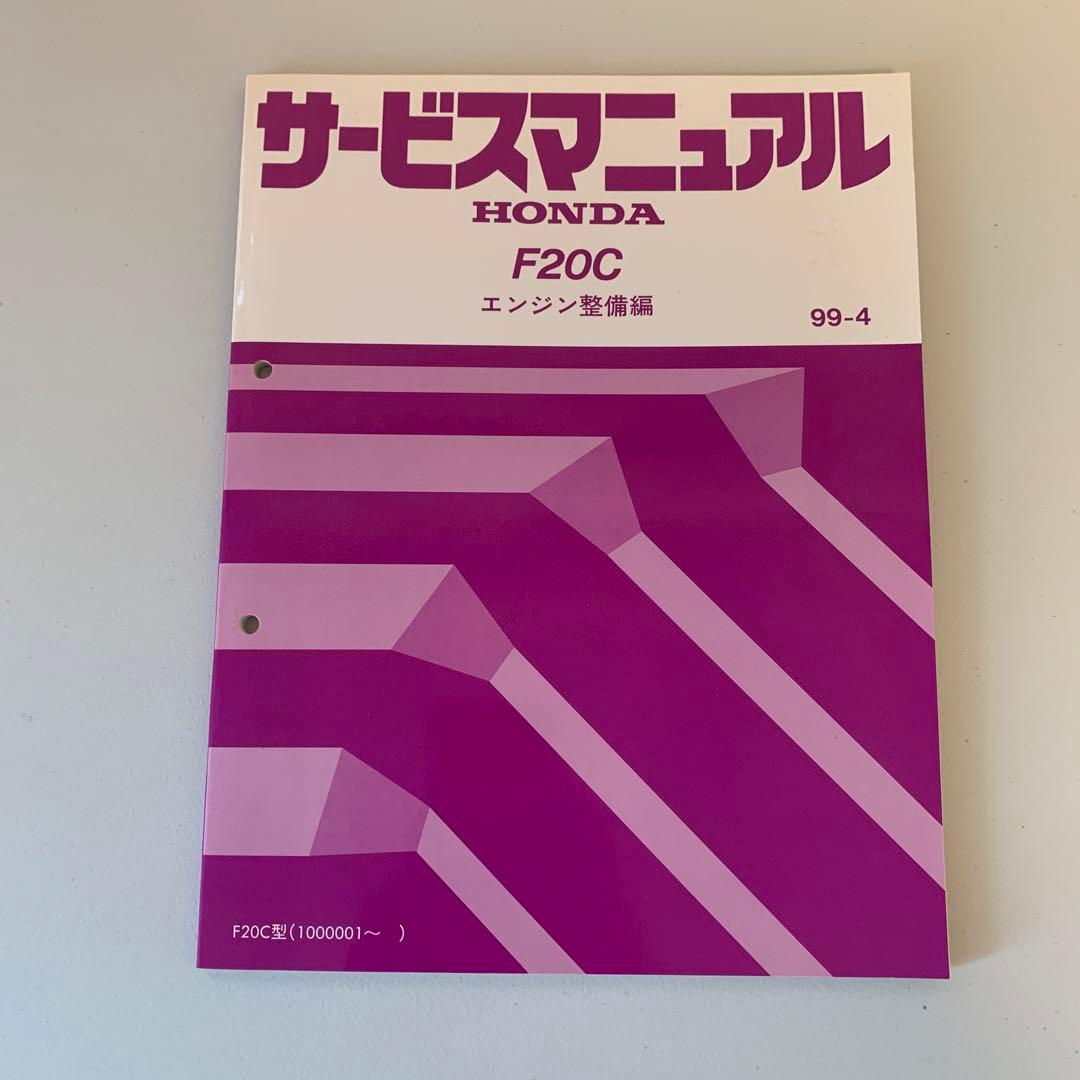 サービスマニュアル
HONDA
F20C
エンジン整備編
99-4
F20C型(1000001～　)